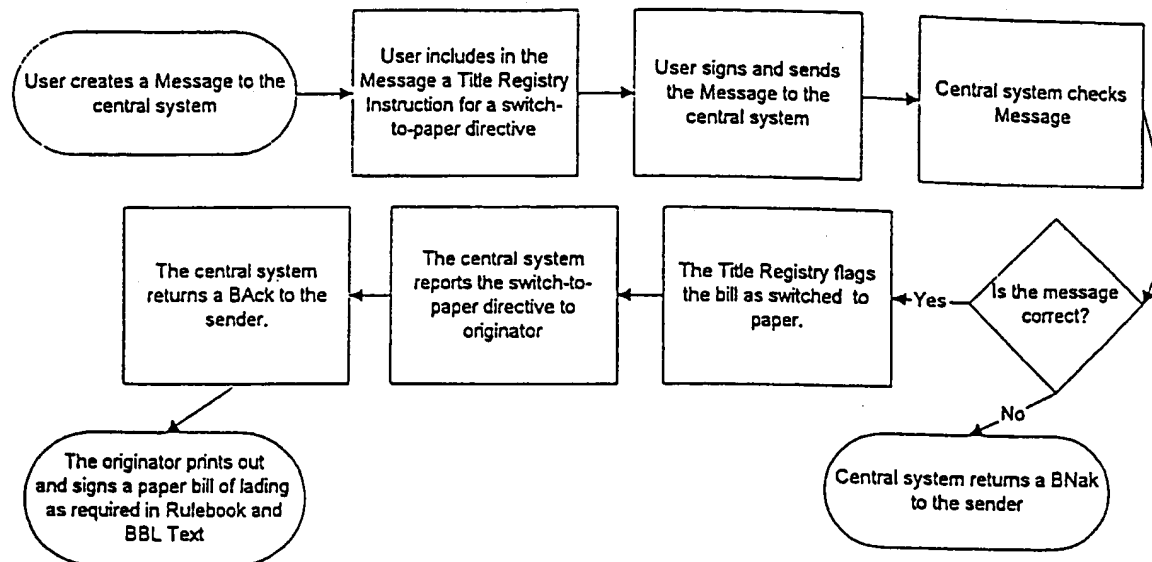 User creates a Message to the
central system
User includes in the
Message a Title Registry
Instruction for a switch-
to-paper directive
User signs and sends
the Message to the
central system
Central system checks
Message
Is the message
correct?
Yes
The Title Registry flags
the bill as switched to
paper.
The central system
reports the switch-to-
paper directive to
originator
The central system
returns a BAck to the
sender.
The originator prints out
and signs a paper bill of lading
as required in Rulebook and
BBL Text
No
Central system returns a BNak
to the sender